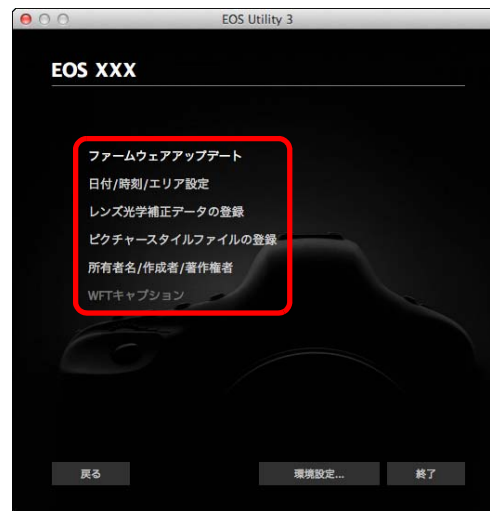 EOS Utility 3
EOS XXX
ファームウェアアップデート
日付/時刻/エリア設定
レンズ光学補正データの登録
ピクチャースタイルファイルの登録
所有者名/作成者/著作権者
WFTキャプション
戻る 環境設定... 終了